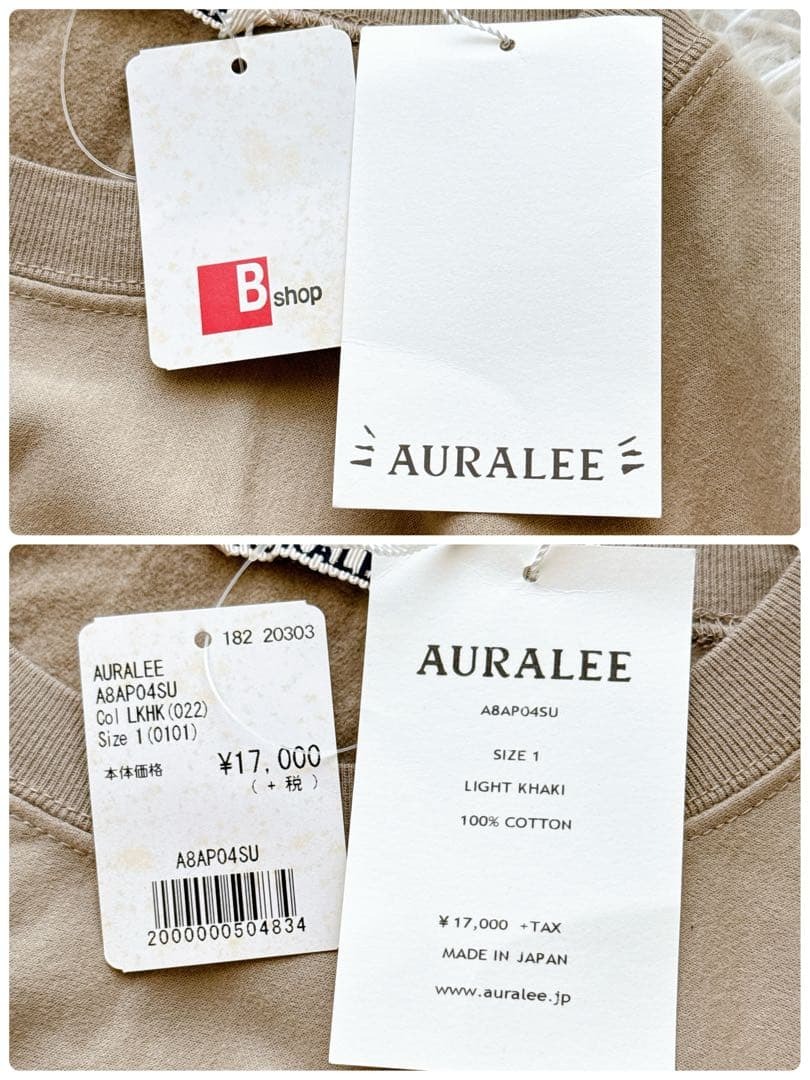 B shop
AURALEE
182 20303
AURALEE
A8AP04SU
Col LKHK(022)
Size 1(0101)
本体価格 ¥17,000
( + 税 )
A8AP04SU
2000000504834
AURALEE
A8AP04SU
SIZE 1
LIGHT KHAKI
100% COTTON
¥17,000 +TAX
MADE IN JAPAN
www.auralee.jp